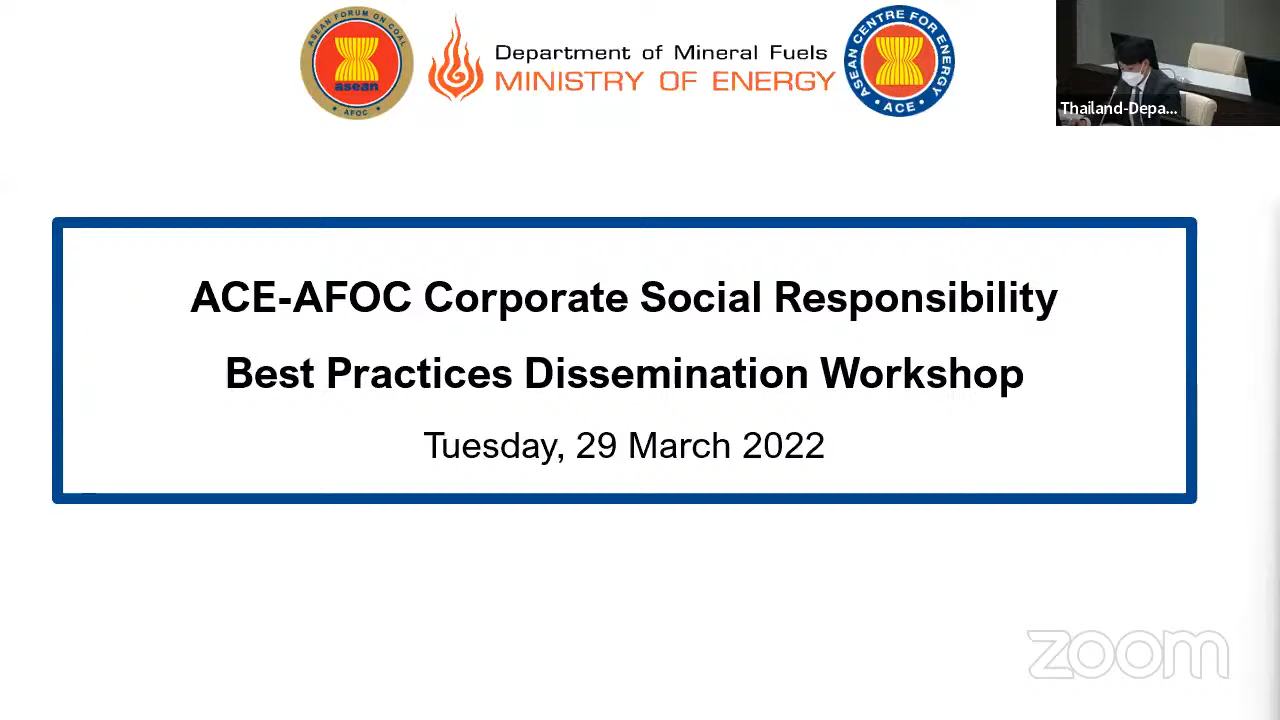 ASEAN FORUM ON COAL
asean
• AFOC •
Department of Mineral Fuels
MINISTRY OF ENERGY
ASEAN CENTRE FOR ENERGY
• ACE •
Thailand-Depa...
ACE-AFOC Corporate Social Responsibility
Best Practices Dissemination Workshop
Tuesday, 29 March 2022
zoom